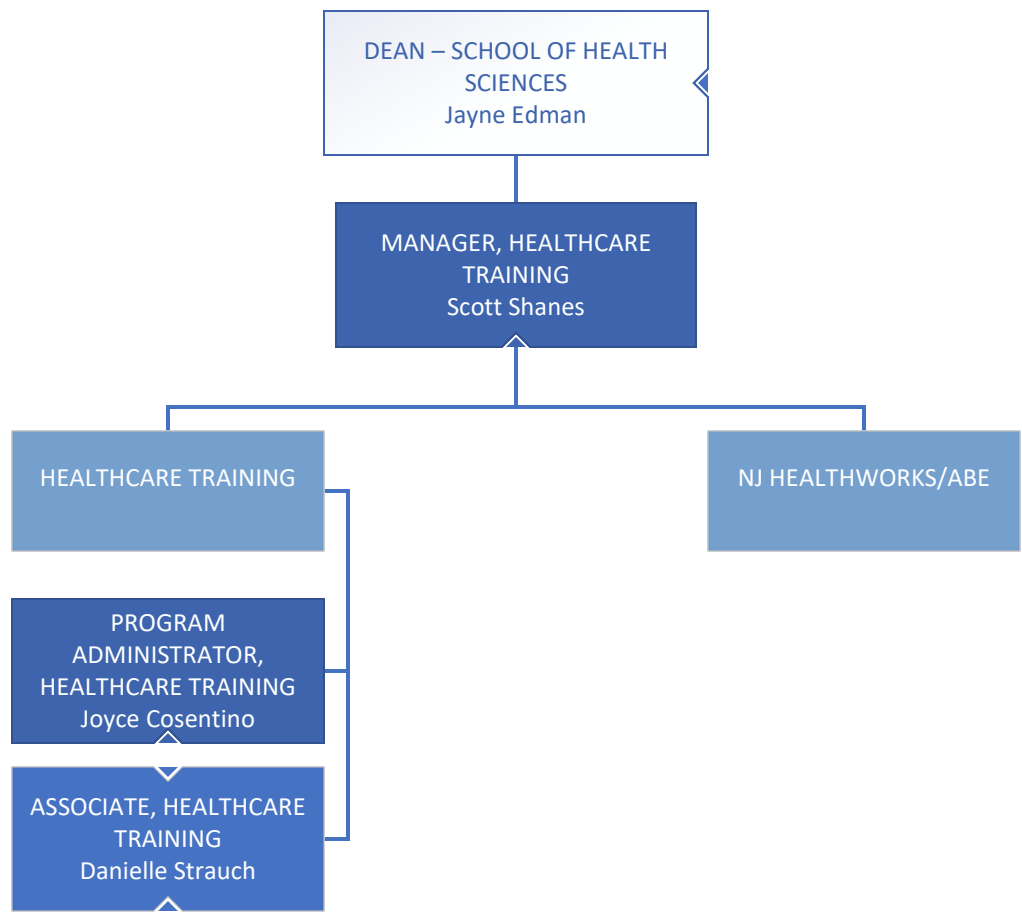 DEAN – SCHOOL OF HEALTH
SCIENCES
Jayne Edman
MANAGER, HEALTHCARE
TRAINING
Scott Shanes
HEALTHCARE TRAINING
NJ HEALTHWORKS/ABE
PROGRAM
ADMINISTRATOR,
HEALTHCARE TRAINING
Joyce Cosentino
ASSOCIATE, HEALTHCARE
TRAINING
Danielle Strauch